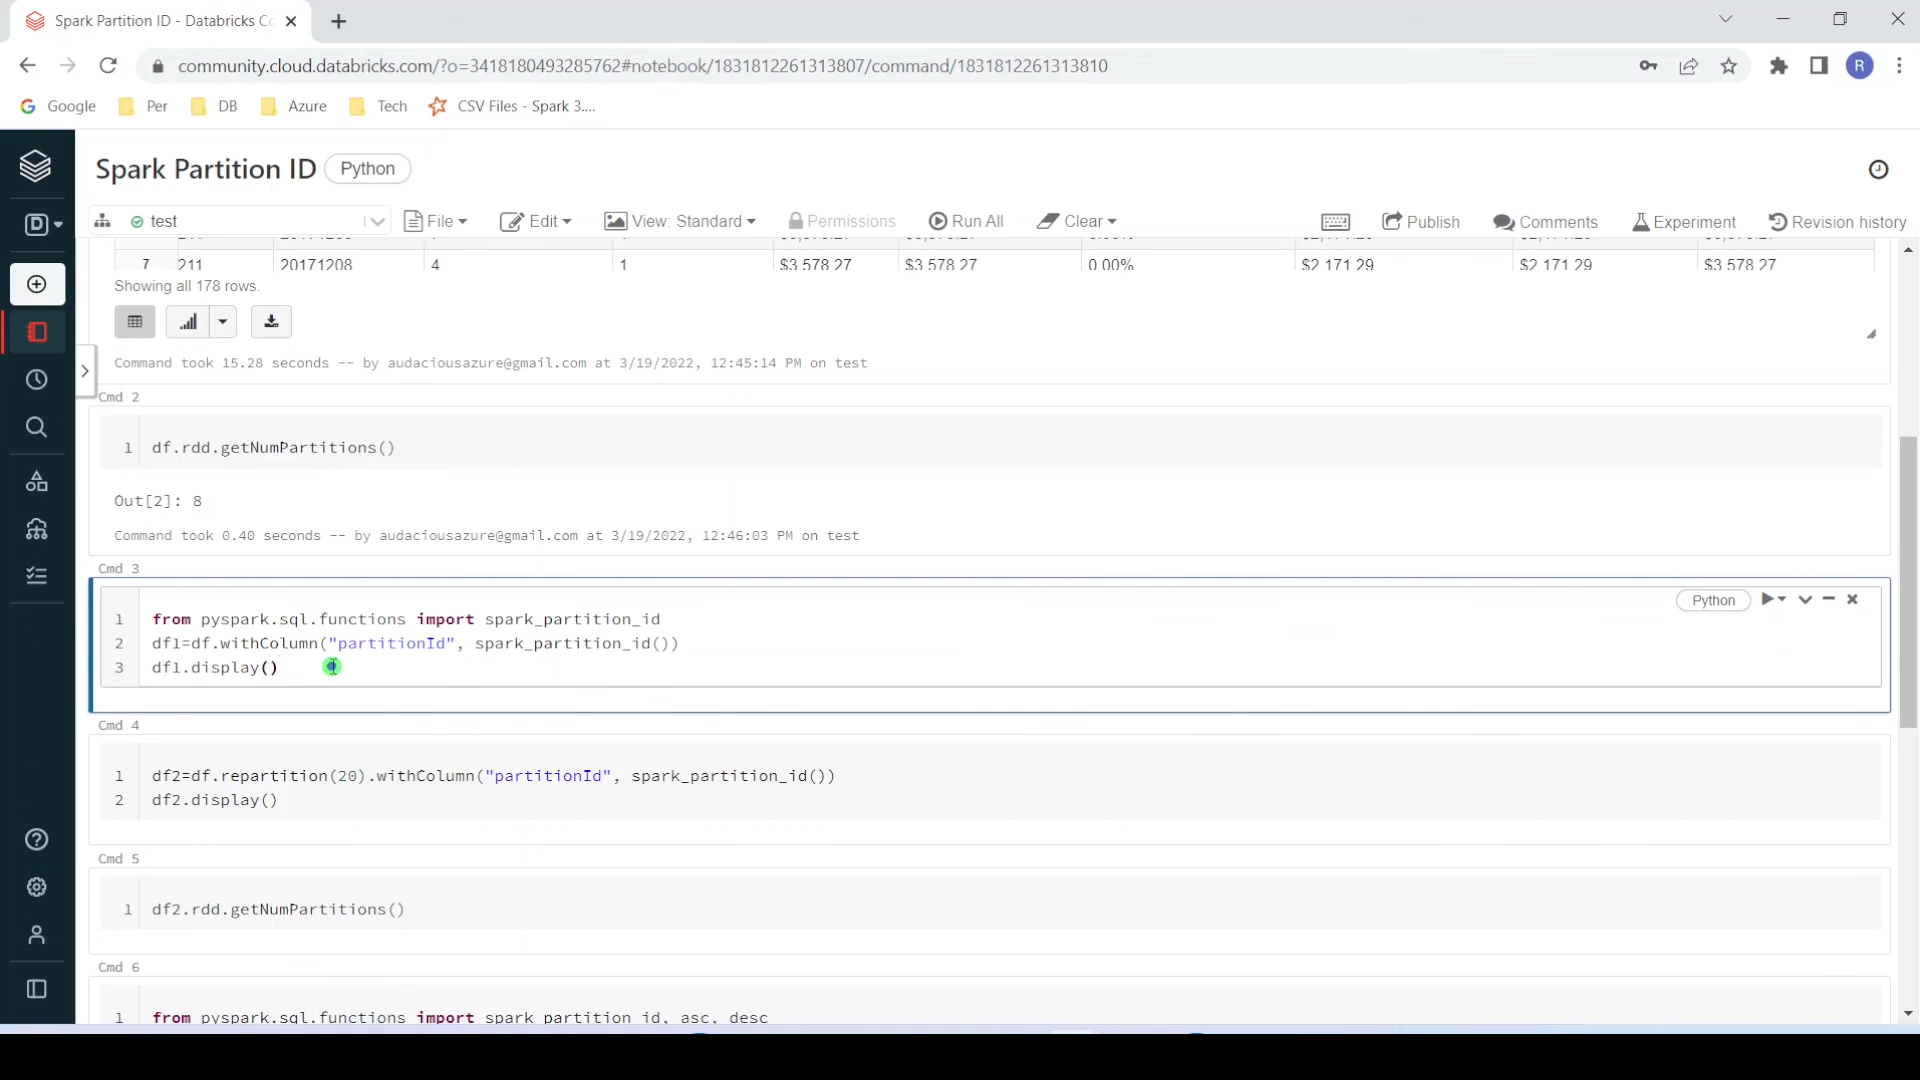 Spark Partition ID - Databricks Co
community.cloud.databricks.com/?o=3418180493285762#notebook/1831812261313807/command/1831812261313810
R
Google Per DB Azure Tech CSV Files - Spark 3....
Spark Partition ID Python
D
test File Edit View: Standard Permissions Run All Clear Publish Comments Experiment Revision history
7 211 20171208 4 1 $3 578 27 $3 578 27 0 00% $2 171 29 $2 171 29 $3 578 27
Showing all 178 rows.
Command took 15.28 seconds -- by audaciousazure@gmail.com at 3/19/2022, 12:45:14 PM on test
Cmd 2
1 df.rdd.getNumPartitions()
Out[2]: 8
Command took 0.40 seconds -- by audaciousazure@gmail.com at 3/19/2022, 12:46:03 PM on test
Cmd 3
Python
1 from pyspark.sql.functions import spark_partition_id
2 df1=df.withColumn("partitionId", spark_partition_id())
3 df1.display()
Cmd 4
1 df2=df.repartition(20).withColumn("partitionId", spark_partition_id())
2 df2.display()
Cmd 5
1 df2.rdd.getNumPartitions()
Cmd 6
1 from pyspark.sql.functions import spark_partition_id, asc, desc